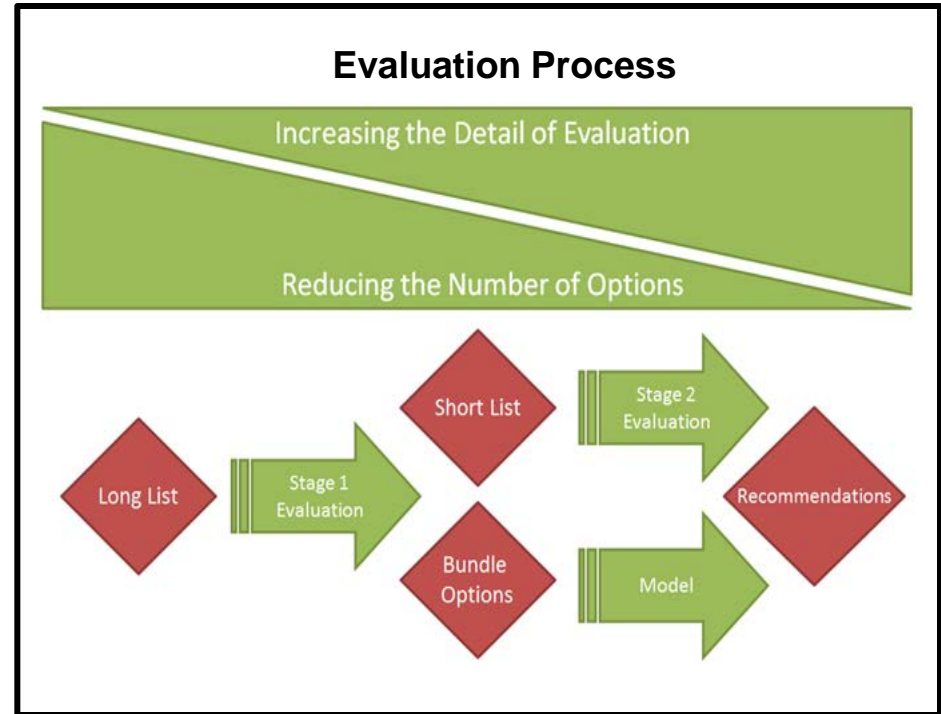 Evaluation Process
Increasing the Detail of Evaluation
Reducing the Number of Options
Long List
Stage 1
Evaluation
Short List
Stage 2
Evaluation
Bundle
Options
Model
Recommendations